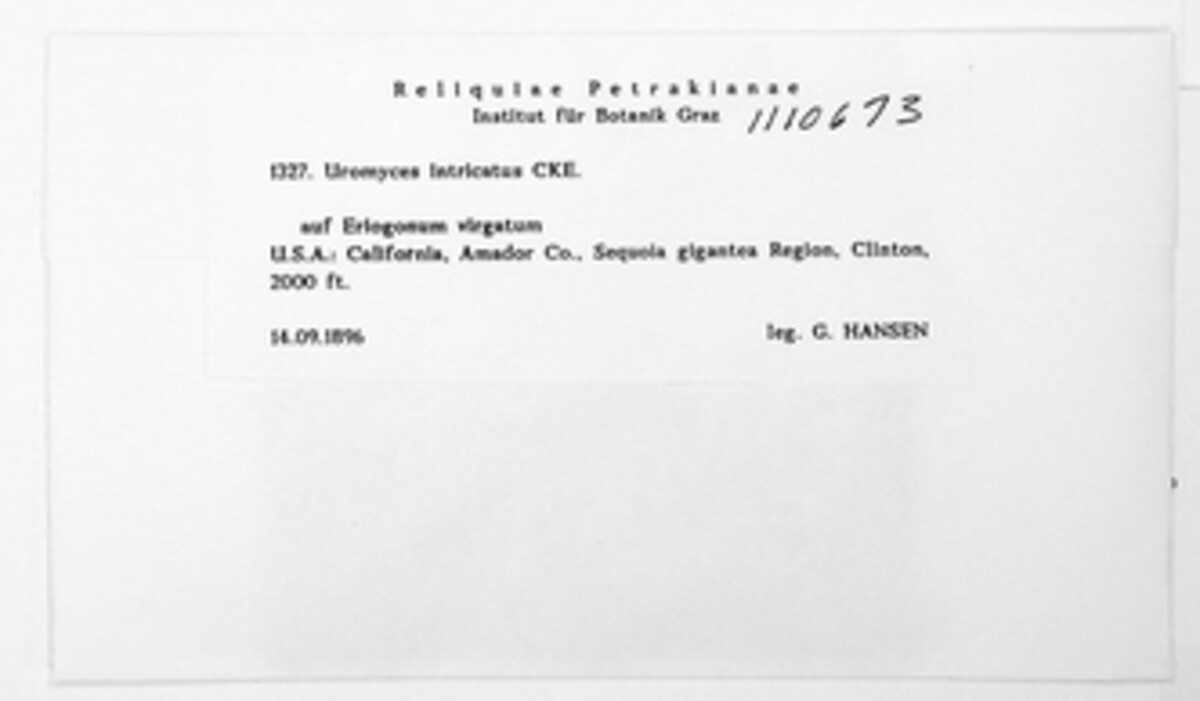 Reliquiae Petrakianae
Institut für Botanik Graz 1110673
1327. Uromyces intricatus CKE.
auf Eriogonum virgatum
U.S.A.: California, Amador Co., Sequoia gigantea Region, Clinton,
2000 ft.
14.09.1896 leg. G. HANSEN